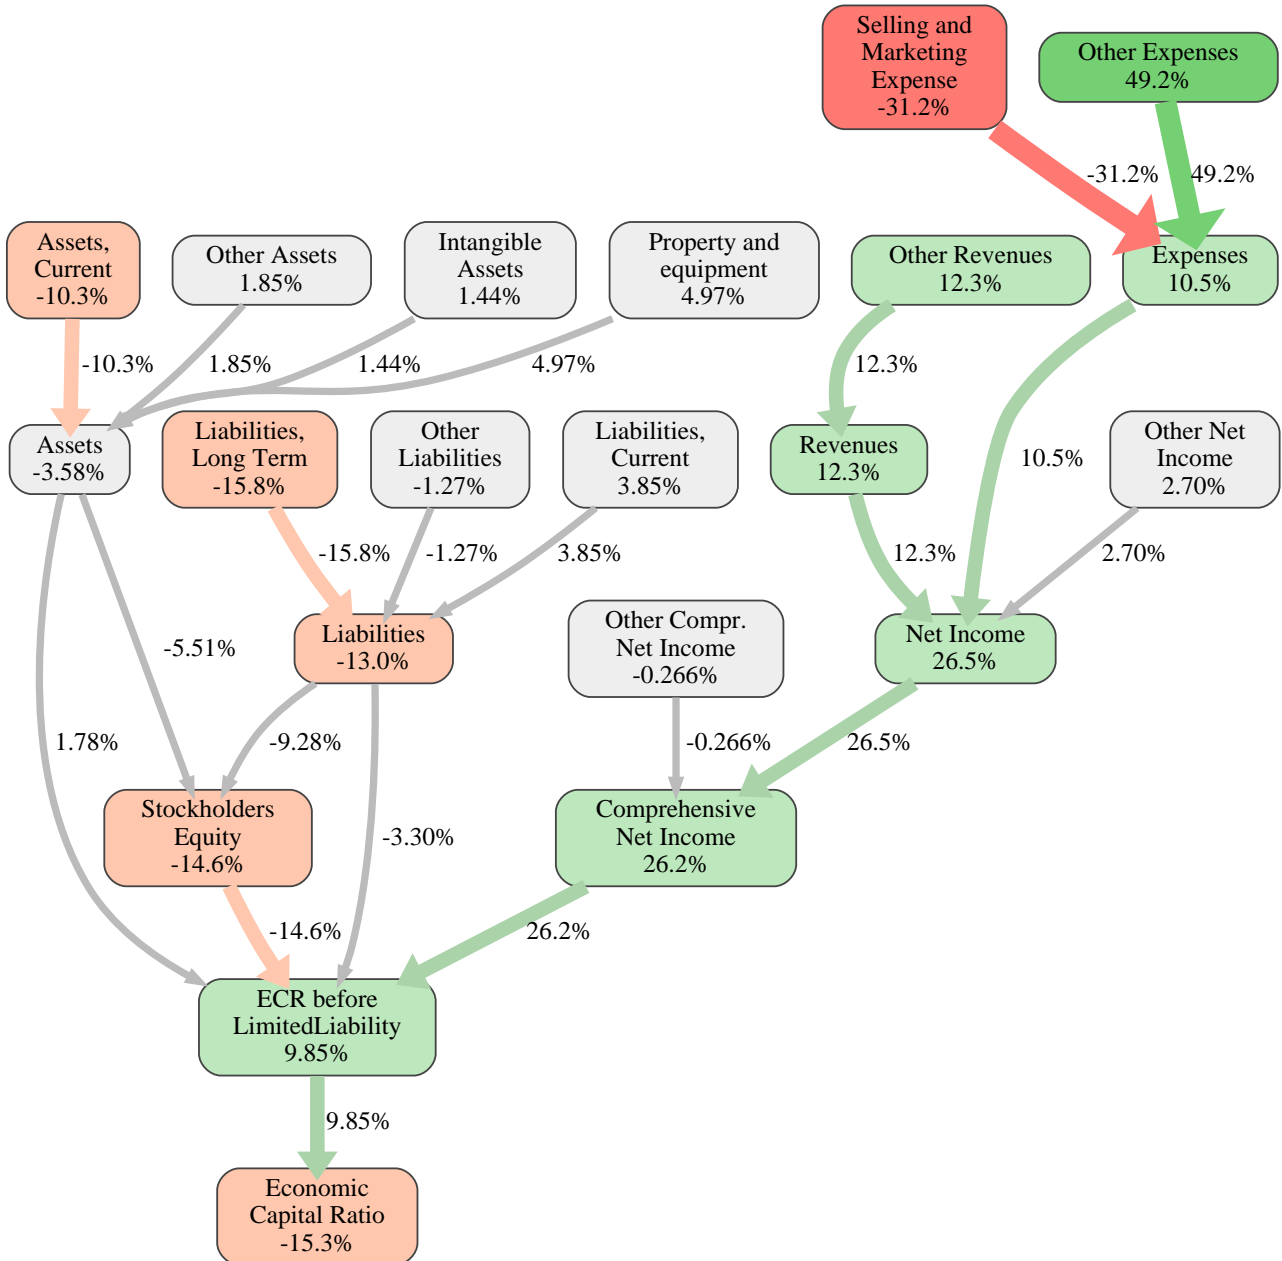 Selling and
Marketing
Expense
-31.2%
Other Expenses
49.2%
-31.2%
49.2%
Assets,
Current
-10.3%
Other Assets
1.85%
Intangible
Assets
1.44%
Property and
equipment
4.97%
Other Revenues
12.3%
Expenses
10.5%
-10.3%
1.85%
1.44%
4.97%
12.3%
10.5%
Assets
-3.58%
Liabilities,
Long Term
-15.8%
Other
Liabilities
-1.27%
Liabilities,
Current
3.85%
Revenues
12.3%
Other Net
Income
2.70%
-15.8%
-1.27%
3.85%
12.3%
2.70%
Liabilities
-13.0%
Other Compr.
Net Income
-0.266%
Net Income
26.5%
-5.51%
1.78%
-9.28%
-0.266%
26.5%
Stockholders
Equity
-14.6%
-3.30%
Comprehensive
Net Income
26.2%
-14.6%
26.2%
ECR before
LimitedLiability
9.85%
9.85%
Economic
Capital Ratio
-15.3%